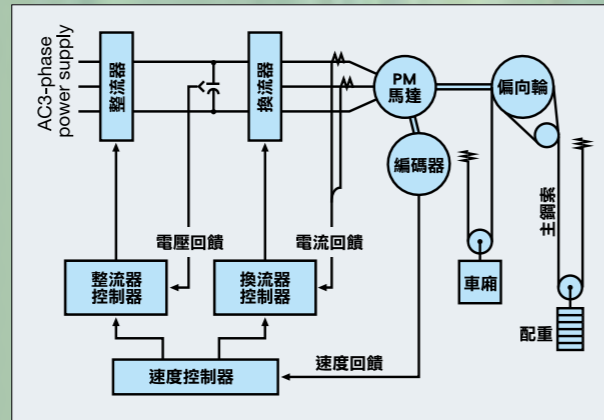 AC3-phase
power supply
整流器
換流器
PM
馬達
偏向輪
編碼器
主鋼索
電壓回饋
電流回饋
整流器
控制器
換流器
控制器
車廂
配重
速度回饋
速度控制器